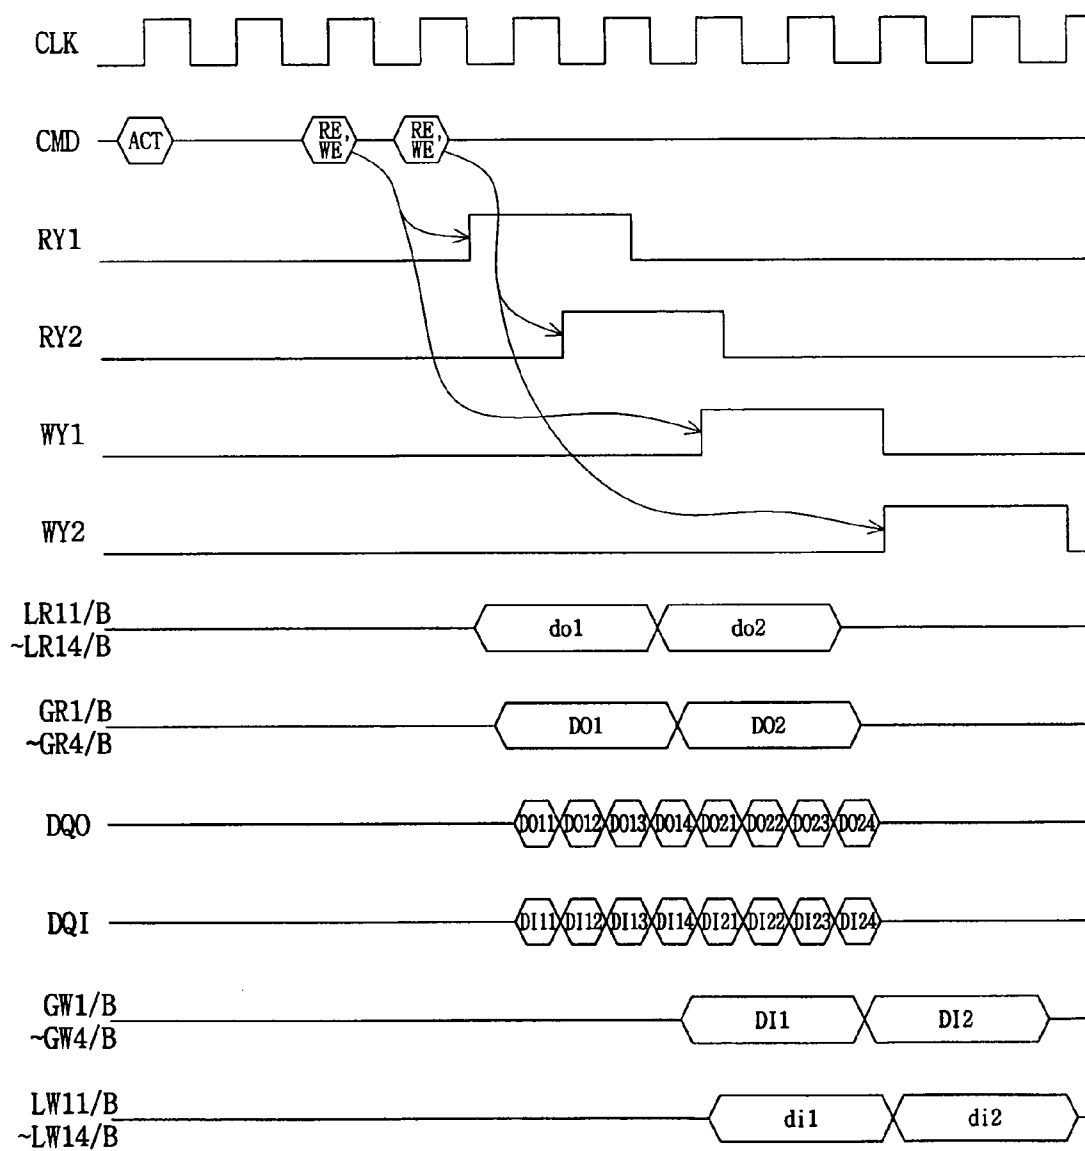 CLK
CMD
ACT
RE,
WE
RE,
WE
RY1
RY2
WY1
WY2
LR11/B
~LR14/B
do1
do2
GR1/B
~GR4/B
DO1
DO2
DQO
DO11 DO12 DO13 DO14 DO21 DO22 DO23 DO24
DQI
DI11 DI12 DI13 DI14 DI21 DI22 DI23 DI24
GW1/B
~GW4/B
DI1
DI2
LW11/B
~LW14/B
di1
di2